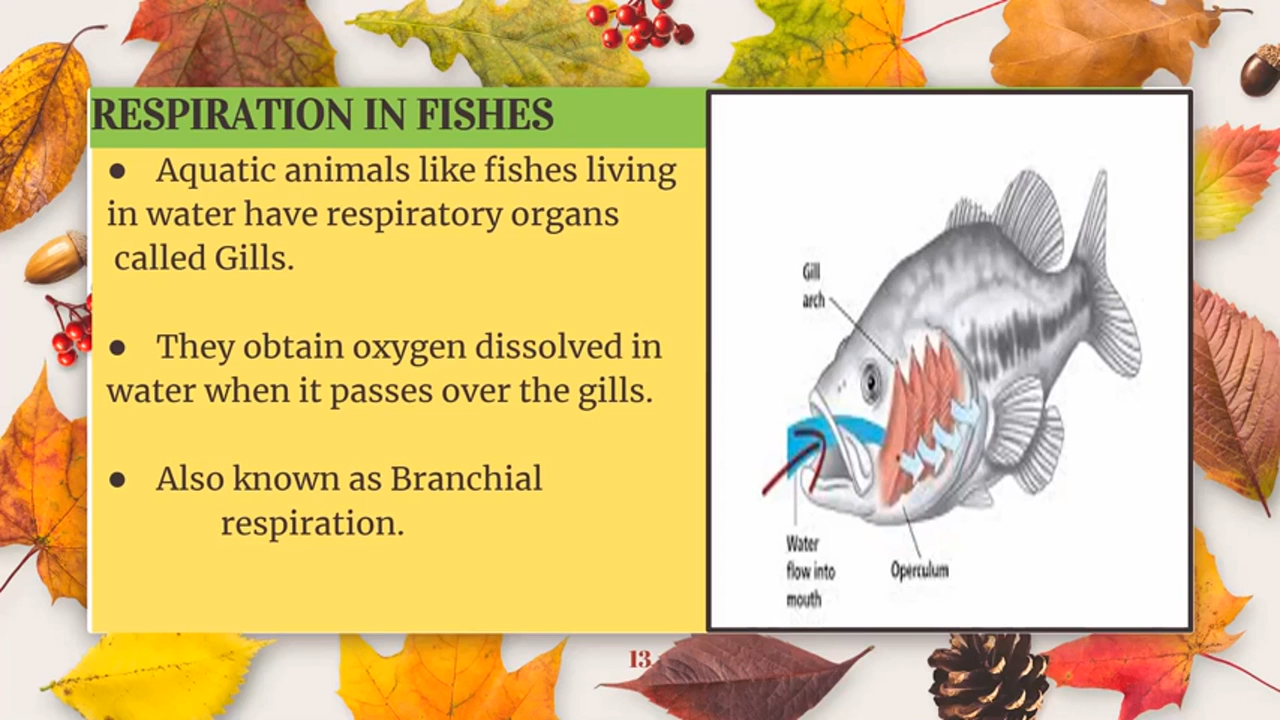 RESPIRATION IN FISHES
● Aquatic animals like fishes living
in water have respiratory organs
called Gills.
● They obtain oxygen dissolved in
water when it passes over the gills.
● Also known as Branchial
respiration.
Gill
arch
Water
flow into
mouth
Operculum
13